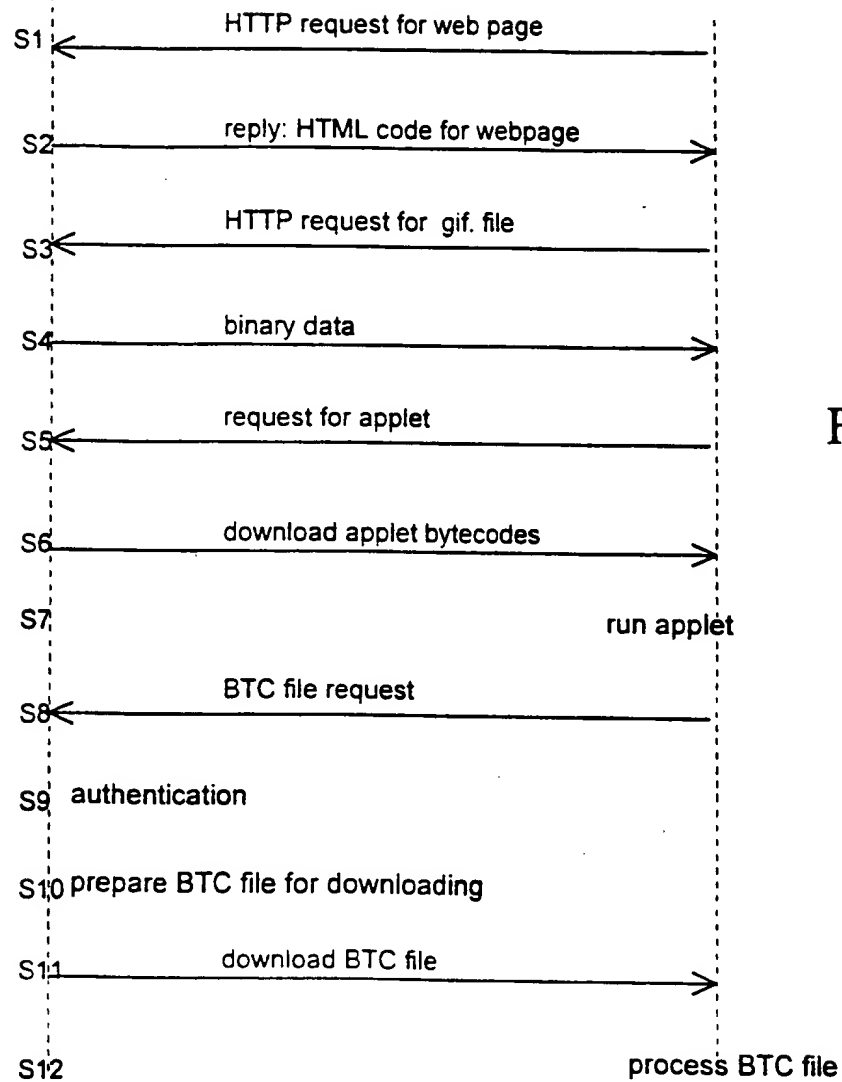 S1 HTTP request for web page
S2 reply: HTML code for webpage
S3 HTTP request for gif. file
S4 binary data
S5 request for applet
S6 download applet bytecodes
S7 run applet
S8 BTC file request
S9 authentication
S10 prepare BTC file for downloading
S11 download BTC file
S12 process BTC file